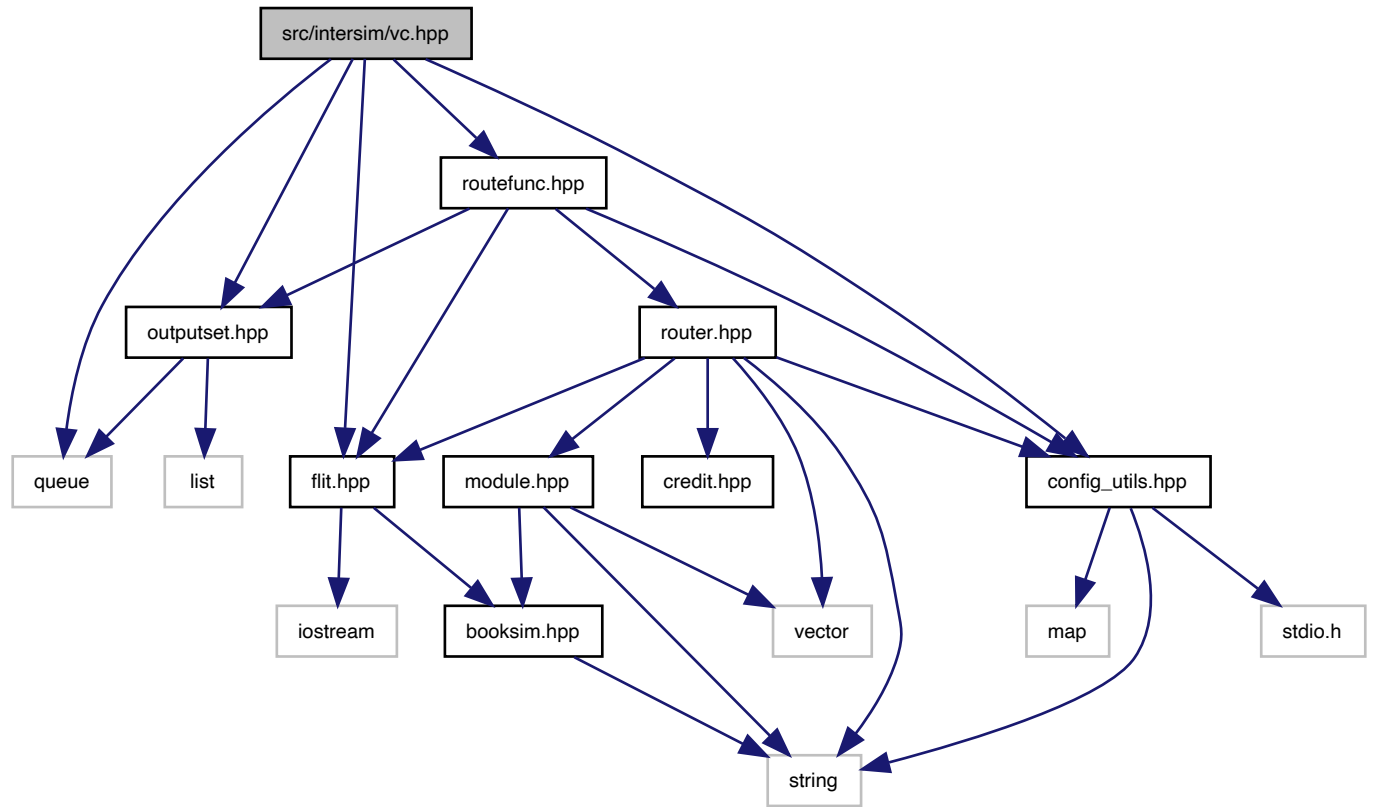 src/intersim/vc.hpp
routefunc.hpp
outputset.hpp
router.hpp
queue
list
flit.hpp
module.hpp
credit.hpp
config_utils.hpp
iostream
booksim.hpp
vector
map
stdio.h
string